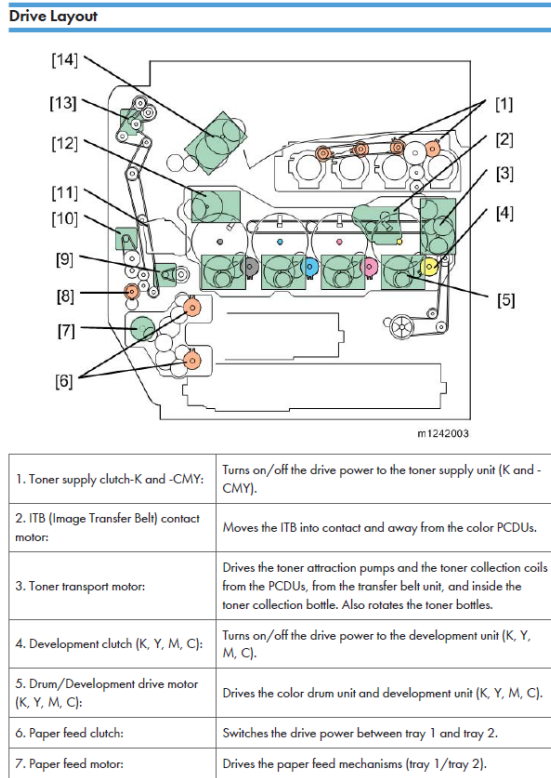 Drive Layout
[14]
[13]
[12]
[11]
[10]
[9]
[8]
[7]
[6]
[1]
[2]
[3]
[4]
[5]
m1242003
1. Toner supply clutch-K and -CMY:
Turns on/off the drive power to the toner supply unit (K and -
CMY).
2. ITB (Image Transfer Belt) contact
motor:
Moves the ITB into contact and away from the color PCDUs.
3. Toner transport motor:
Drives the toner attraction pumps and the toner collection coils
from the PCDUs, from the transfer belt unit, and inside the
toner collection bottle. Also rotates the toner bottles.
4. Development clutch (K, Y, M, C):
Turns on/off the drive power to the development unit (K, Y,
M, C).
5. Drum/Development drive motor
(K, Y, M, C):
Drives the color drum unit and development unit (K, Y, M, C).
6. Paper feed clutch:
Switches the drive power between tray 1 and tray 2.
7. Paper feed motor:
Drives the paper feed mechanisms (tray 1/tray 2).